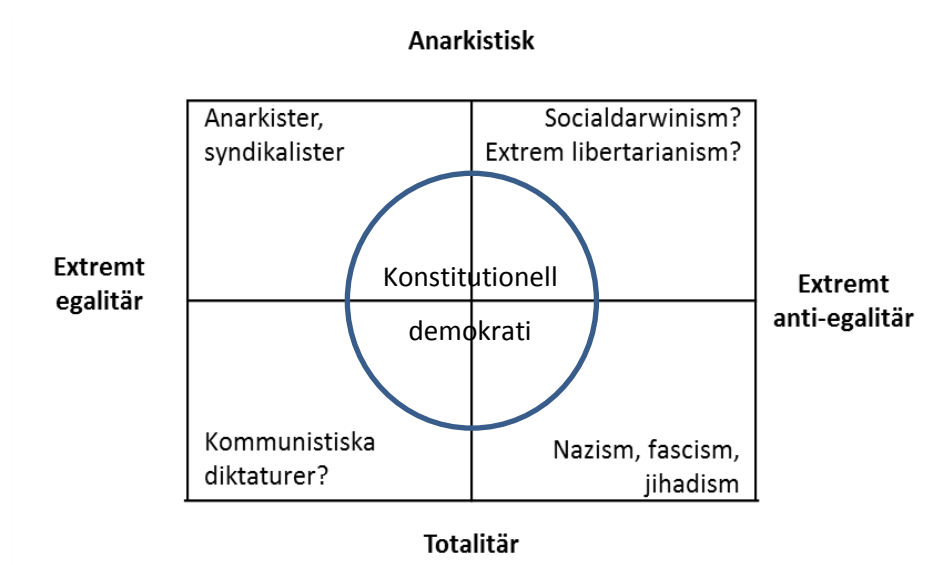 Anarkistisk
Anarkister,
syndikalister
Socialdarwinism?
Extrem libertarianism?
Extremt
egalitär
Konstitutionell
demokrati
Extremt
anti-egalitär
Kommunistiska
diktaturer?
Nazism, fascism,
jihadism
Totalitär